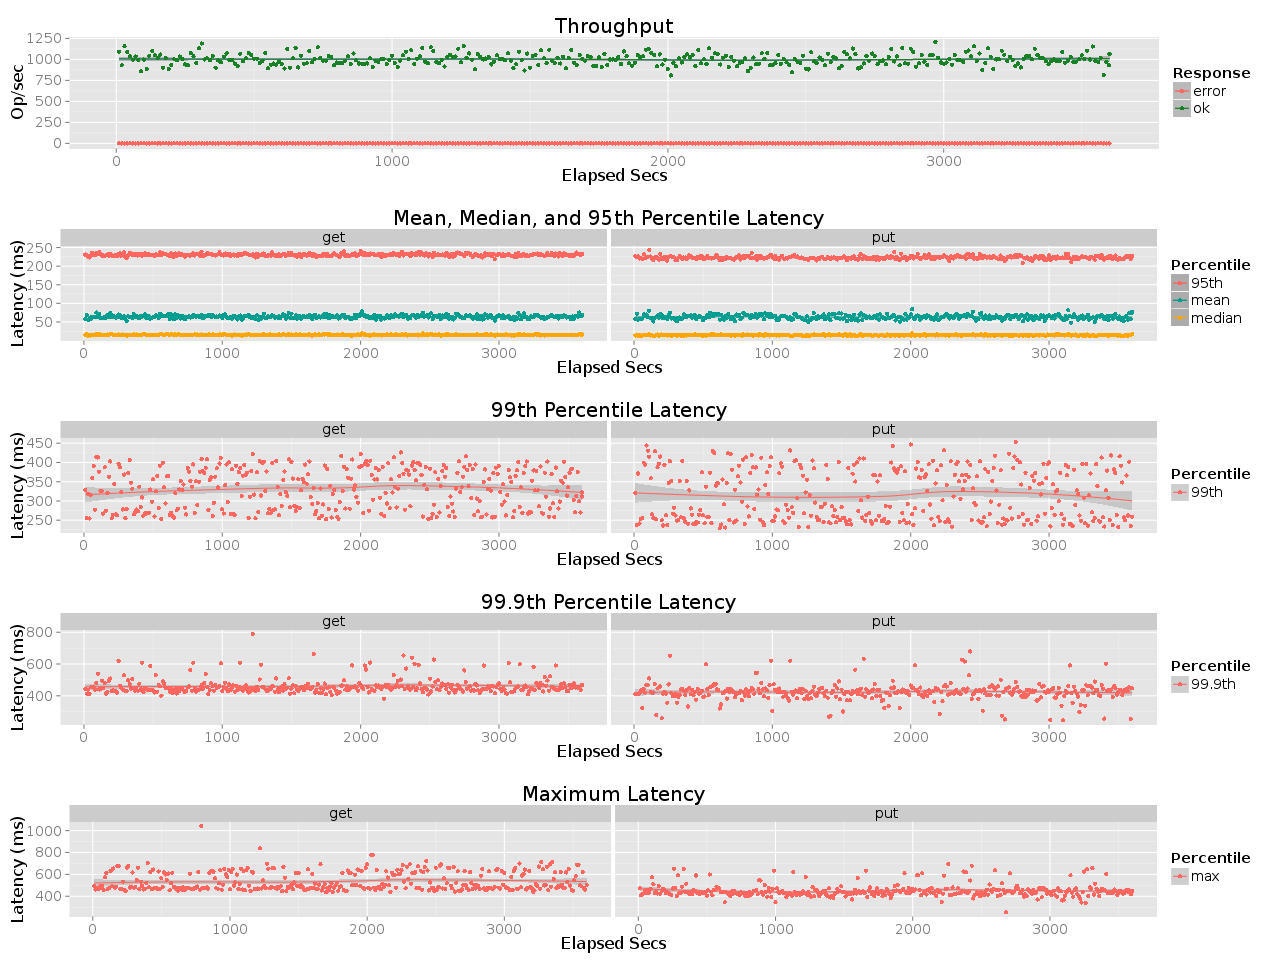 Throughput
Op/sec
1250
1000
750
500
250
0
0 1000 2000 3000
Elapsed Secs
Response
error
ok
Mean, Median, and 95th Percentile Latency
get put
Latency (ms)
250
200
150
100
50
0 1000 2000 3000 0 1000 2000 3000
Elapsed Secs
Percentile
95th
mean
median
99th Percentile Latency
get put
Latency (ms)
450
400
350
300
250
0 1000 2000 3000 0 1000 2000 3000
Elapsed Secs
Percentile
99th
99.9th Percentile Latency
get put
Latency (ms)
800
600
400
0 1000 2000 3000 0 1000 2000 3000
Elapsed Secs
Percentile
99.9th
Maximum Latency
get put
Latency (ms)
1000
800
600
400
0 1000 2000 3000 0 1000 2000 3000
Elapsed Secs
Percentile
max